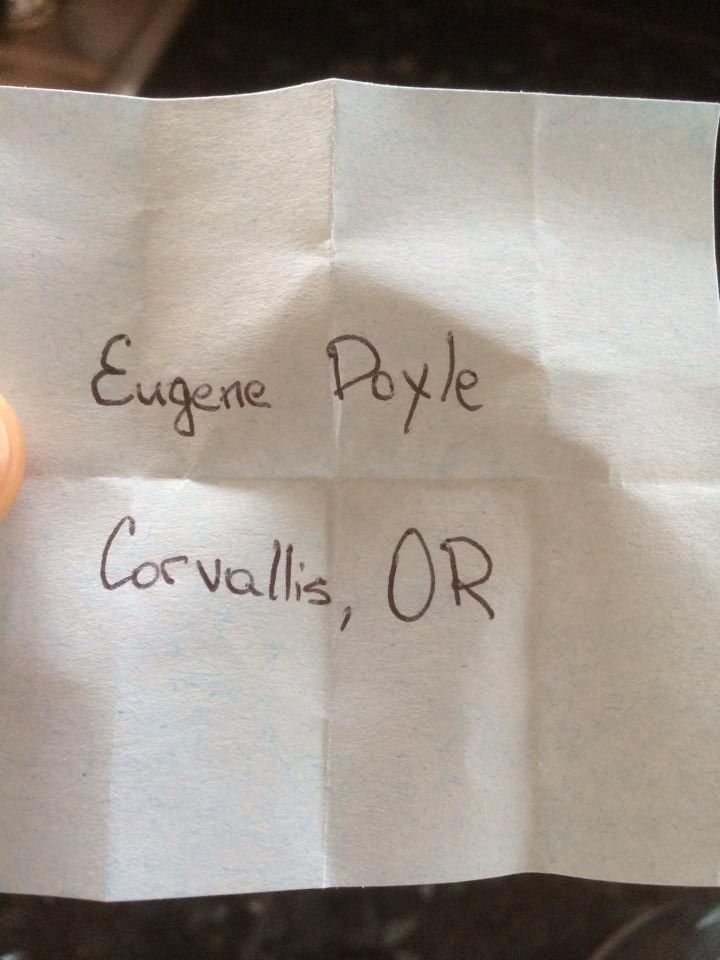 Eugene Doyle
Corvallis, OR